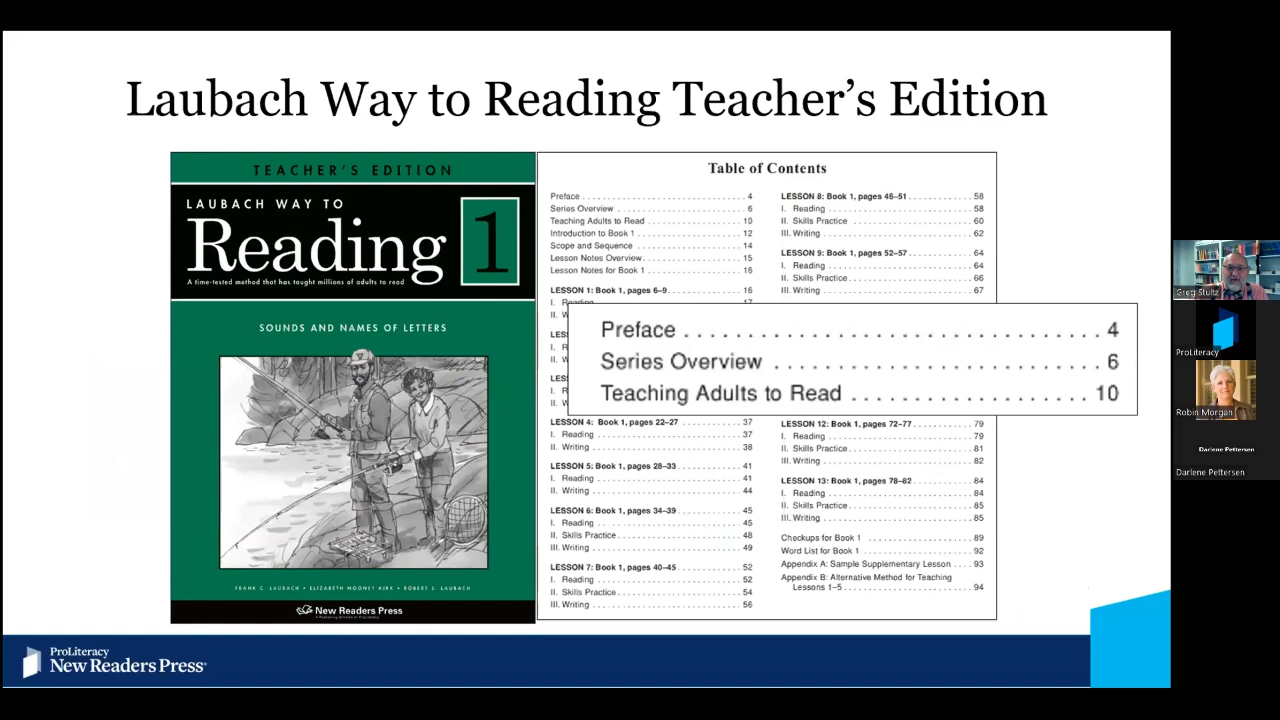 Laubach Way to Reading Teacher's Edition
TEACHER'S EDITION
LAUBACH WAY TO
Reading 1
A time-tested method that has taught millions of adults to read
SOUNDS AND NAMES OF LETTERS
FRANK C. LAUBACH • ELIZABETH MOONEY KIRK • ROBERT S. LAUBACH
New Readers Press
Table of Contents
Preface 4
Series Overview 6
Teaching Adults to Read 10
Introduction to Book 1 12
Scope and Sequence 14
Lesson Notes Overview 15
Lesson Notes for Book 1 16
LESSON 1: Book 1, pages 6–9 16
I. Reading 17
II. W
LES
I. R
II. W
LES
I. R
II. W
LESSON 4: Book 1, pages 22–27 37
I. Reading 37
II. Writing 38
LESSON 5: Book 1, pages 28–33 41
I. Reading 41
II. Writing 44
LESSON 6: Book 1, pages 34–39 45
I. Reading 45
II. Skills Practice 48
III. Writing 49
LESSON 7: Book 1, pages 40–45 52
I. Reading 52
II. Skills Practice 54
III. Writing 56
LESSON 8: Book 1, pages 46–51 58
I. Reading 58
II. Skills Practice 60
III. Writing 62
LESSON 9: Book 1, pages 52–57 64
I. Reading 64
II. Skills Practice 66
III. Writing 67
Preface 4
Series Overview 6
Teaching Adults to Read 10
LESSON 12: Book 1, pages 72–77 79
I. Reading 79
II. Skills Practice 81
III. Writing 82
LESSON 13: Book 1, pages 78–82 84
I. Reading 84
II. Skills Practice 85
III. Writing 85
Checkups for Book 1 89
Word List for Book 1 92
Appendix A: Sample Supplementary Lesson 93
Appendix B: Alternative Method for Teaching
Lessons 1–5 94
ProLiteracy
New Readers Press
Greg Stultz
ProLiteracy
Robin Morgan
Darlene Pettersen
Darlene Pettersen